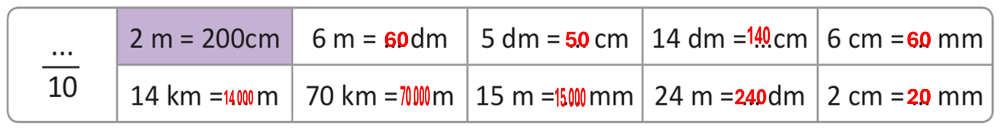 ...
10
2 m = 200cm
6 m = 60 dm
5 dm = 50 cm
14 dm = 140 cm
6 cm = 60 mm
14 km = 14.000 m
70 km = 70.000 m
15 m = 15.000 mm
24 m = 240 dm
2 cm = 20 mm